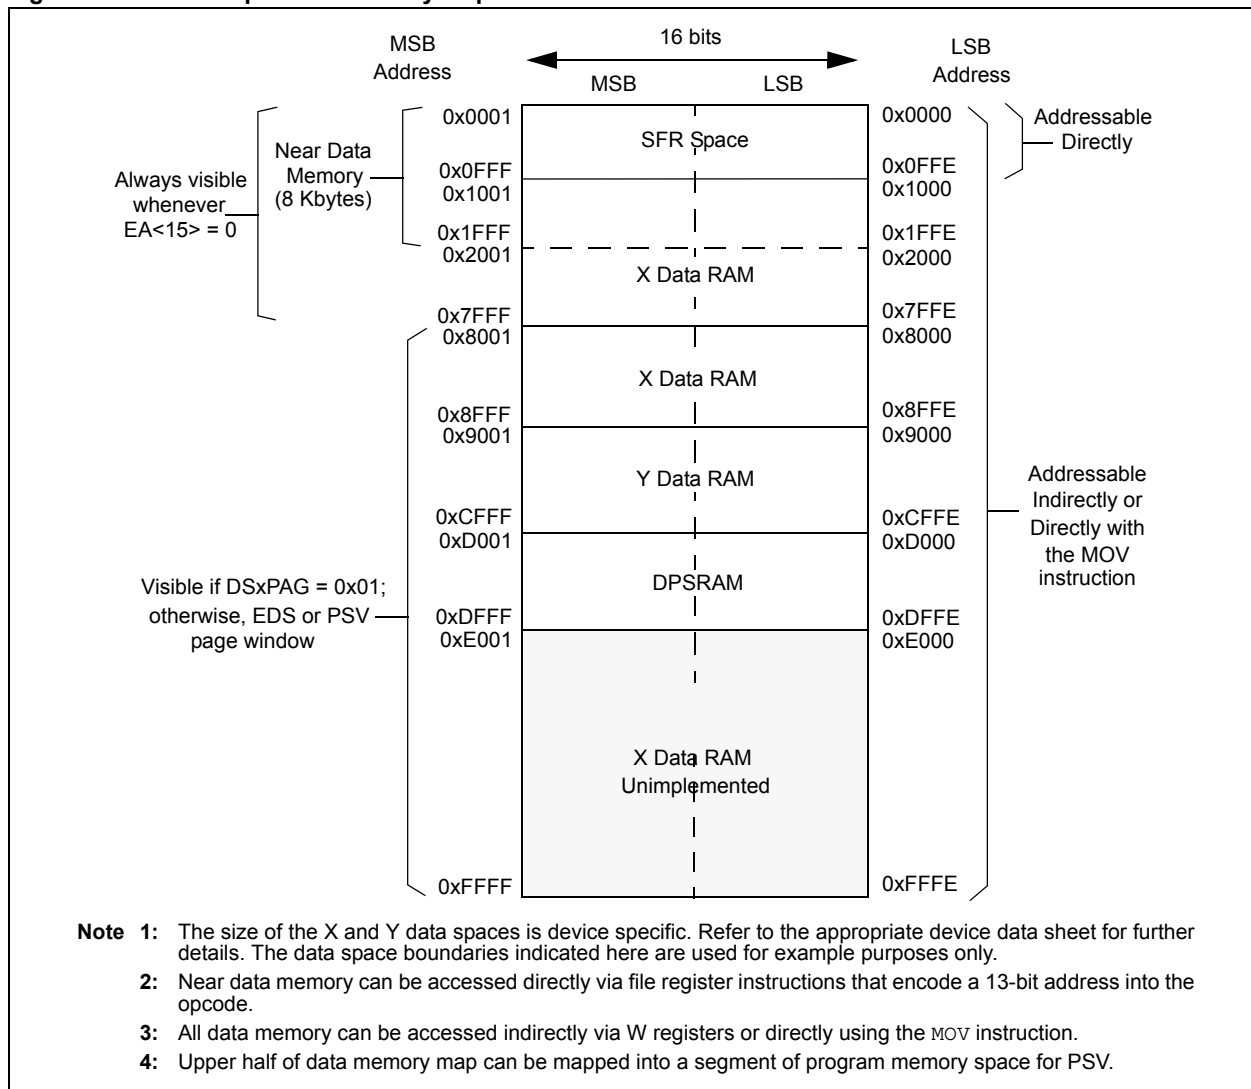 16 bits
MSB
Address
LSB
Address
MSB LSB
0x0001
0x0000
SFR Space
Addressable
Directly
Near Data
Memory
(8 Kbytes)
0x0FFF
0x1001
0x0FFE
0x1000
Always visible
whenever
EA<15> = 0
0x1FFF
0x2001
0x1FFE
0x2000
X Data RAM
0x7FFF
0x8001
0x7FFE
0x8000
X Data RAM
0x8FFF
0x9001
0x8FFE
0x9000
Y Data RAM
Addressable
Indirectly or
Directly with
the MOV
instruction
0xCFFF
0xD001
0xCFFE
0xD000
DPSRAM
Visible if DSxPAG = 0x01;
otherwise, EDS or PSV
page window
0xDFFF
0xE001
0xDFFE
0xE000
X Data RAM
Unimplemented
0xFFFF
0xFFFE
Note 1: The size of the X and Y data spaces is device specific. Refer to the appropriate device data sheet for further
details. The data space boundaries indicated here are used for example purposes only.
2: Near data memory can be accessed directly via file register instructions that encode a 13-bit address into the
opcode.
3: All data memory can be accessed indirectly via W registers or directly using the MOV instruction.
4: Upper half of data memory map can be mapped into a segment of program memory space for PSV.